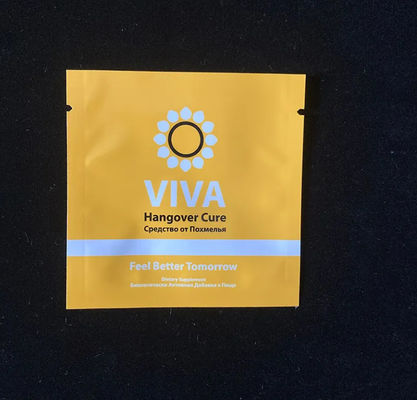 VIVA
Hangover Cure
Средство от Похмелья
Feel Better Tomorrow
Dietary Supplement
Биологически Активная Добавка к Пище